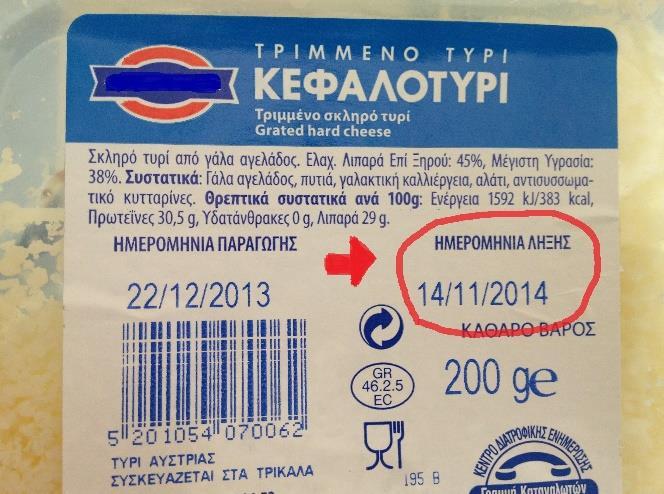 ΤΡΙΜΜΕΝΟ ΤΥΡΙ
ΚΕΦΑΛΟΤΥΡΙ
Τριμμένο σκληρό τυρί
Grated hard cheese
Σκληρό τυρί από γάλα αγελάδος. Ελαχ. Λιπαρά Επί Ξηρού: 45%, Μέγιστη Υγρασία:
38%. Συστατικά: Γάλα αγελάδος, πυτιά, γαλακτική καλλιέργεια, αλάτι, αντισυσσωμα-
τικό κυτταρίνες. Θρεπτικά συστατικά ανά 100g: Ενέργεια 1592 kJ/383 kcal,
Πρωτεΐνες 30,5 g, Υδατάνθρακες 0 g, Λιπαρά 29 g.
ΗΜΕΡΟΜΗΝΙΑ ΠΑΡΑΓΩΓΗΣ
22/12/2013
ΗΜΕΡΟΜΗΝΙΑ ΛΗΞΗΣ
14/11/2014
ΚΑΘΑΡΟ ΒΑΡΟΣ
200 ge
GR
46.2.5
EC
5 201054 070062
ΤΥΡΙ ΑΥΣΤΡΙΑΣ
ΣΥΣΚΕΥΑΖΕΤΑΙ ΣΤΑ ΤΡΙΚΑΛΑ
195 B
ΚΕΝΤΡΟ ΔΙΑΤΡΟΦΙΚΗΣ ΕΝΗΜΕΡΩΣΗΣ
Γραμμή Καταναλωτών